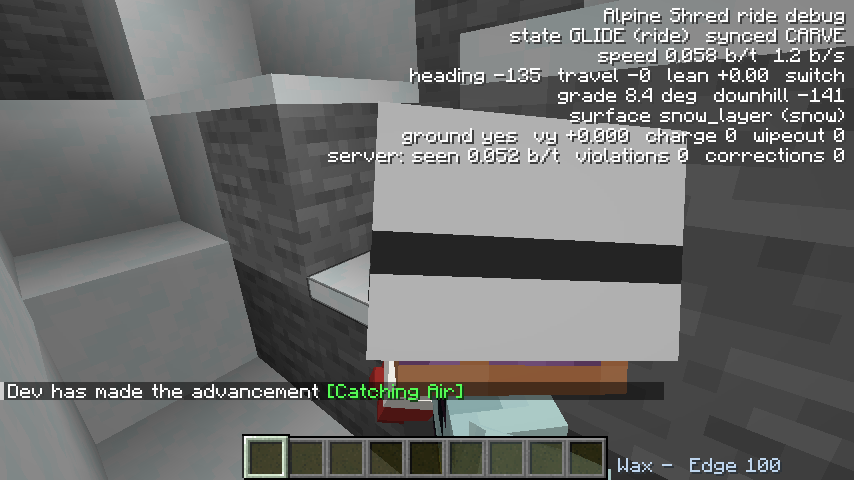 Alpine Shred ride debug
state GLIDE (ride) synced CARVE
speed 0.058 b/t 1.2 b/s
heading -135 travel -0 lean +0.00 switch
grade 8.4 deg downhill -141
surface snow_layer (snow)
ground yes vy +0.000 charge 0 wipeout 0
server: seen 0.052 b/t violations 0 corrections 0
Dev has made the advancement [Catching Air]
Wax - Edge 100